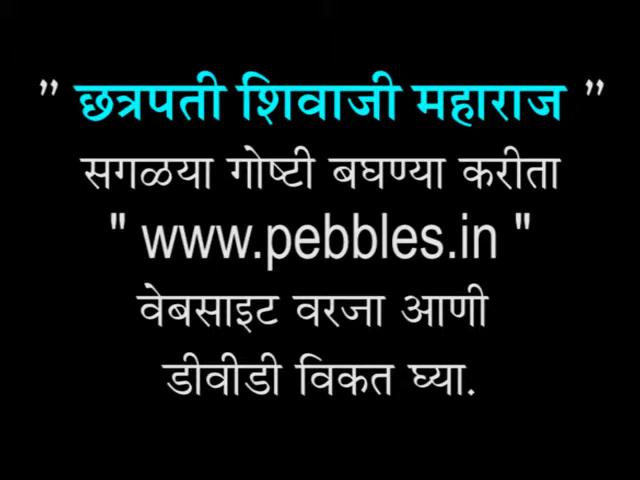 " छत्रपती शिवाजी महाराज "
सगळया गोष्टी बघण्या करीता
" www.pebbles.in "
वेबसाइट वरजा आणी
डीवीडी विकत घ्या.